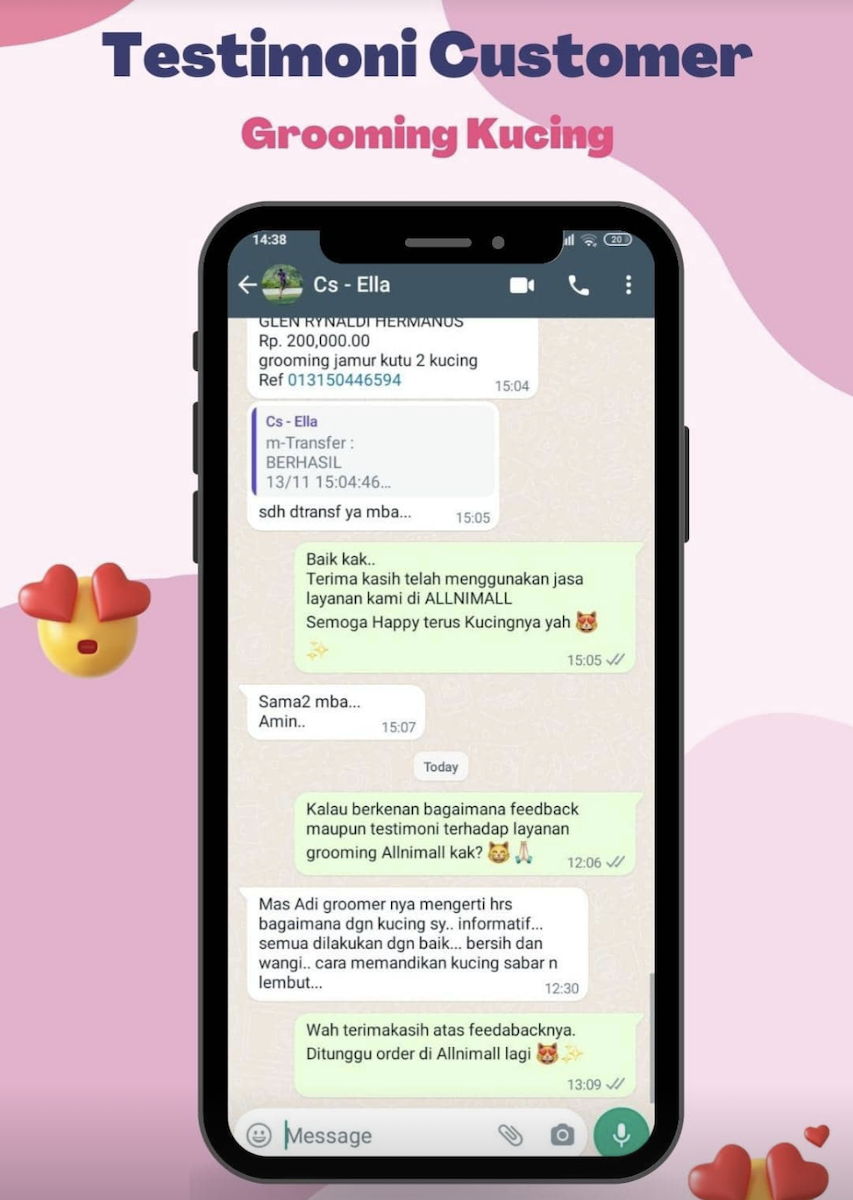 Testimoni Customer
Grooming Kucing
14:38
20
Cs - Ella
GLEN RYNALDI HERMANUS
Rp. 200,000.00
grooming jamur kutu 2 kucing
Ref 013150446594
15:04
Cs - Ella
m-Transfer :
BERHASIL
13/11 15:04:46...
sdh dtransf ya mba...
15:05
Baik kak..
Terima kasih telah menggunakan jasa
layanan kami di ALLNIMALL
Semoga Happy terus Kucingnya yah 😻
✨
15:05
Sama2 mba...
Amin..
15:07
Today
Kalau berkenan bagaimana feedback
maupun testimoni terhadap layanan
grooming Allnimall kak? 😸🙏🏻
12:06
Mas Adi groomer nya mengerti hrs
bagaimana dgn kucing sy.. informatif...
semua dilakukan dgn baik... bersih dan
wangi.. cara memandikan kucing sabar n
lembut...
12:30
Wah terimakasih atas feedabacknya.
Ditunggu order di Allnimall lagi 😻✨
13:09
Message